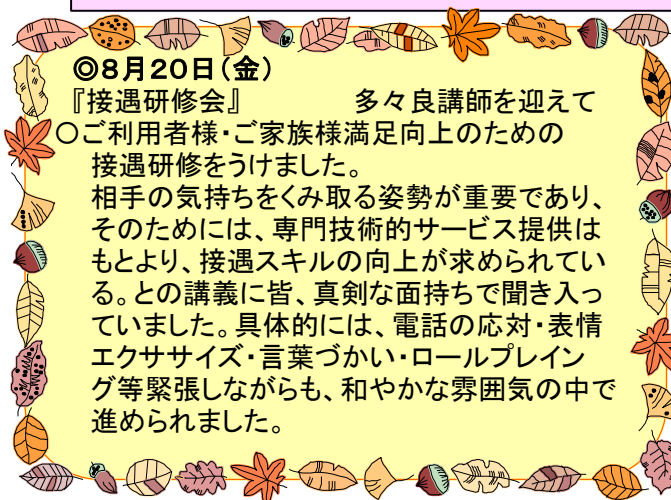 ◎8月20日(金)
『接遇研修会』　　　多々良講師を迎えて
〇ご利用者様・ご家族様満足向上のための
接遇研修をうけました。
相手の気持ちをくみ取る姿勢が重要であり、
そのためには、専門技術的サービス提供は
もとより、接遇スキルの向上が求められてい
る。との講義に皆、真剣な面持ちで聞き入っ
ていました。具体的には、電話の応対・表情
エクササイズ・言葉づかい・ロールプレイン
グ等緊張しながらも、和やかな雰囲気の中で
進められました。